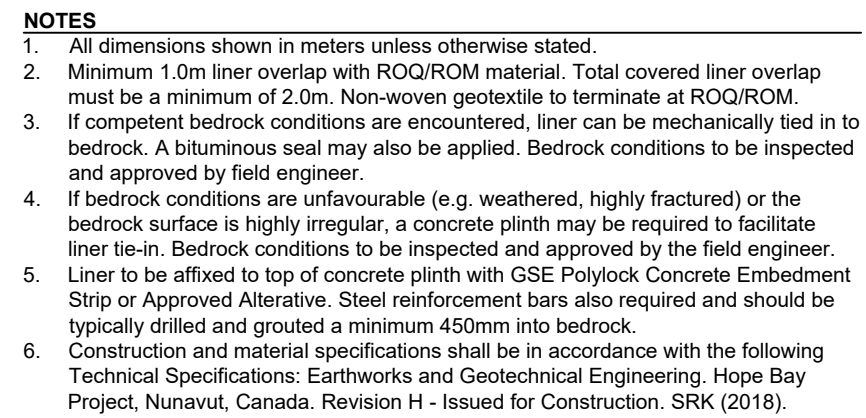 NOTES
1. All dimensions shown in meters unless otherwise stated.
2. Minimum 1.0m liner overlap with ROQ/ROM material. Total covered liner overlap
must be a minimum of 2.0m. Non-woven geotextile to terminate at ROQ/ROM.
3. If competent bedrock conditions are encountered, liner can be mechanically tied in to
bedrock. A bituminous seal may also be applied. Bedrock conditions to be inspected
and approved by field engineer.
4. If bedrock conditions are unfavourable (e.g. weathered, highly fractured) or the
bedrock surface is highly irregular, a concrete plinth may be required to facilitate
liner tie-in. Bedrock conditions to be inspected and approved by the field engineer.
5. Liner to be affixed to top of concrete plinth with GSE Polylock Concrete Embedment
Strip or Approved Alterative. Steel reinforcement bars also required and should be
typically drilled and grouted a minimum 450mm into bedrock.
6. Construction and material specifications shall be in accordance with the following
Technical Specifications: Earthworks and Geotechnical Engineering. Hope Bay
Project, Nunavut, Canada. Revision H - Issued for Construction. SRK (2018).